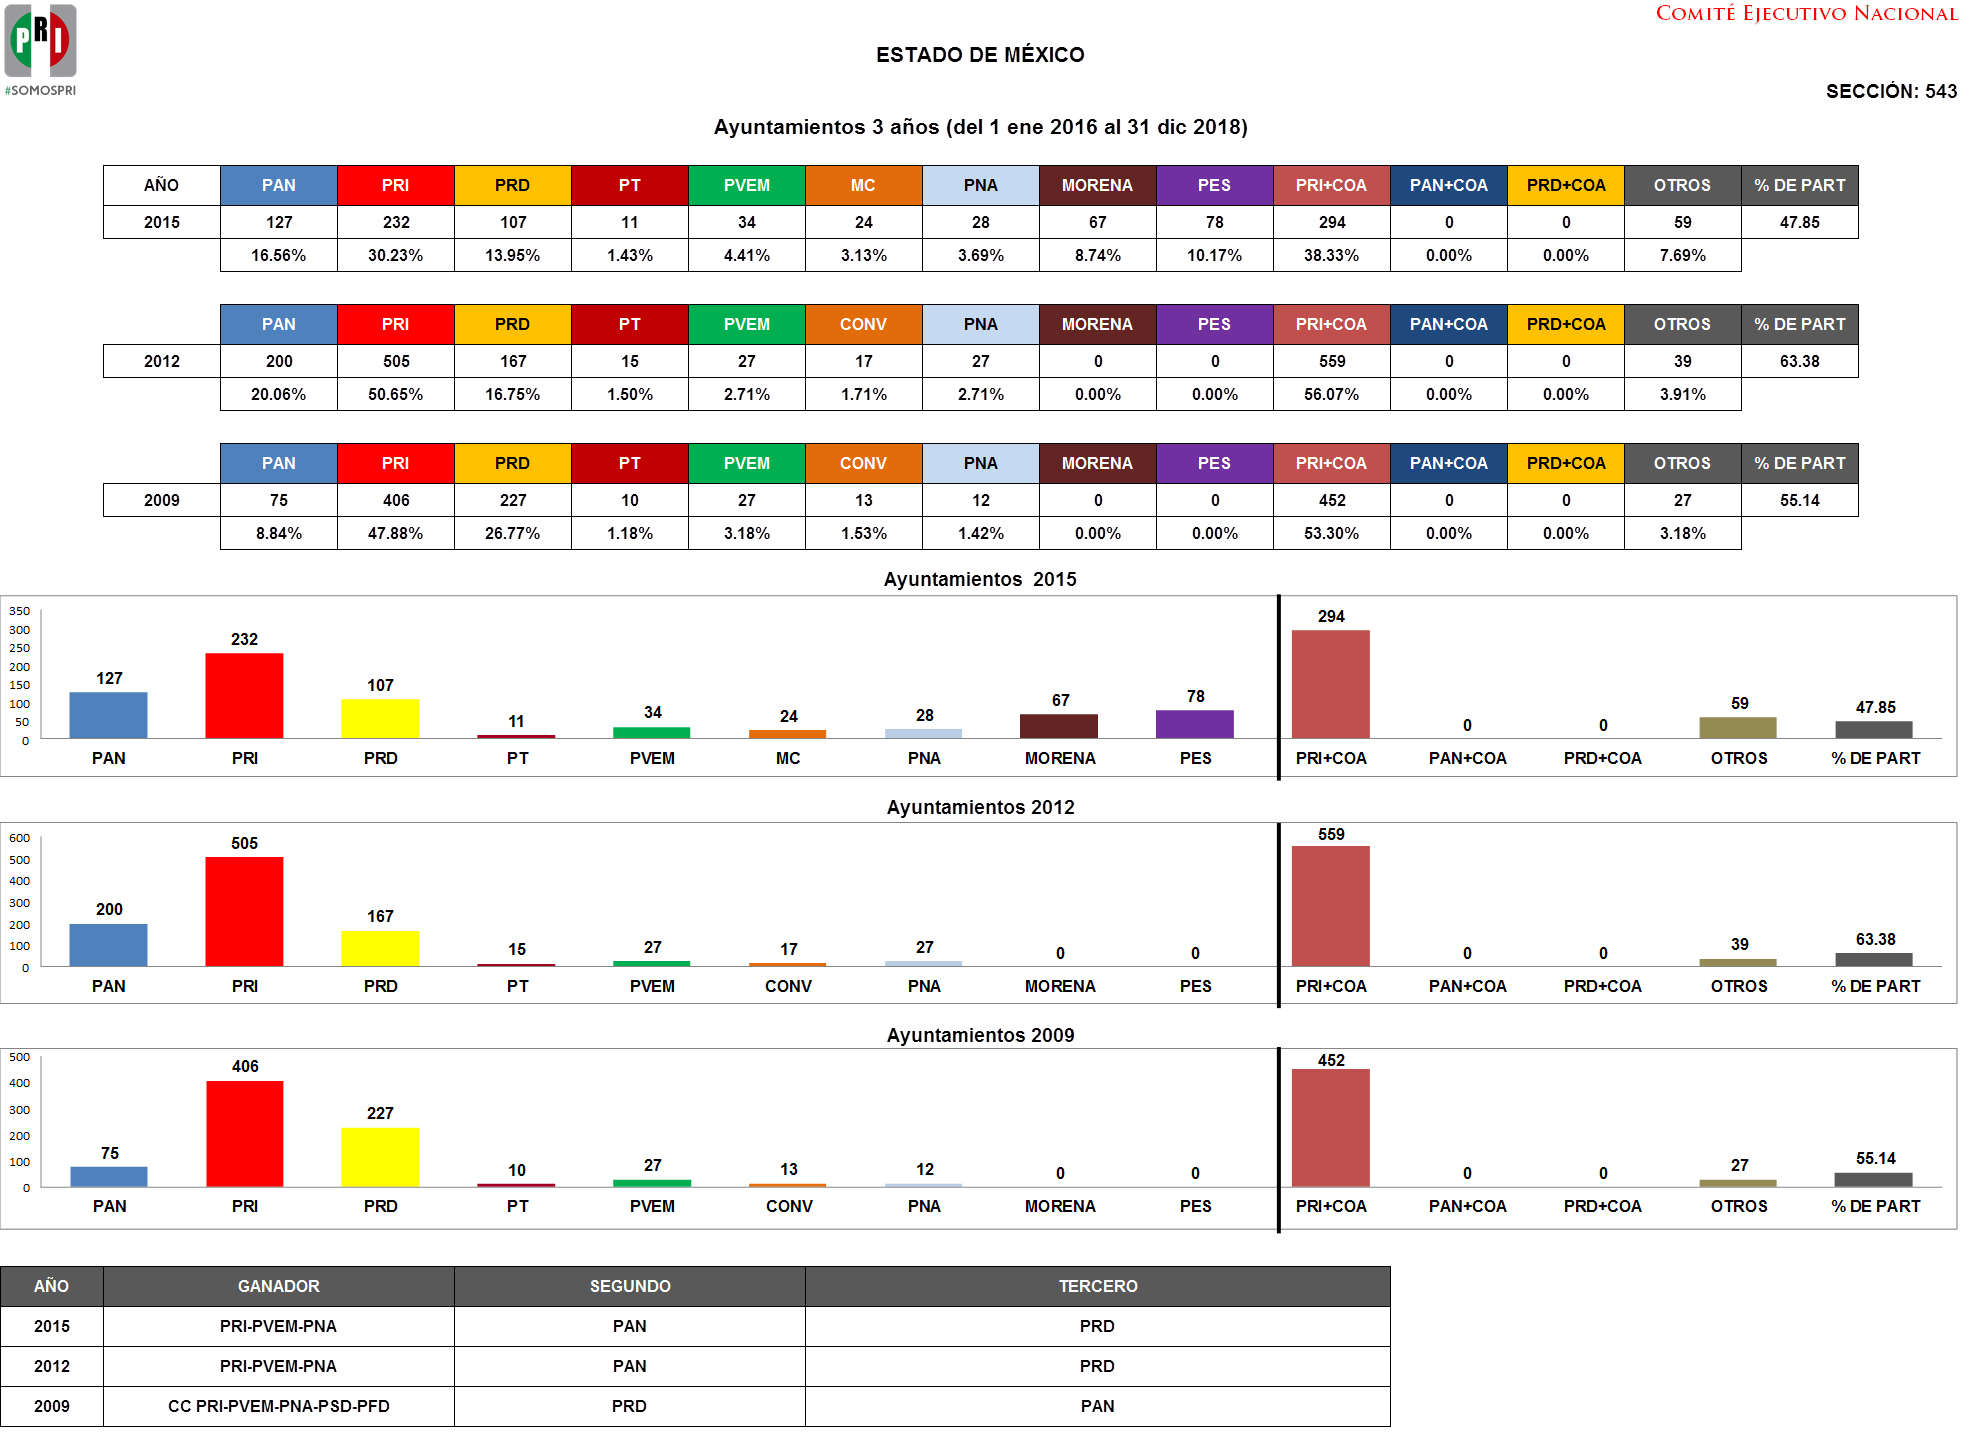 PRI
#SOMOSPRI
COMITÉ EJECUTIVO NACIONAL
ESTADO DE MÉXICO
SECCIÓN: 543
Ayuntamientos 3 años (del 1 ene 2016 al 31 dic 2018)
AÑO PAN PRI PRD PT PVEM MC PNA MORENA PES PRI+COA PAN+COA PRD+COA OTROS % DE PART
2015 127 232 107 11 34 24 28 67 78 294 0 0 59 47.85
16.56% 30.23% 13.95% 1.43% 4.41% 3.13% 3.69% 8.74% 10.17% 38.33% 0.00% 0.00% 7.69%
PAN PRI PRD PT PVEM CONV PNA MORENA PES PRI+COA PAN+COA PRD+COA OTROS % DE PART
2012 200 505 167 15 27 17 27 0 0 559 0 0 39 63.38
20.06% 50.65% 16.75% 1.50% 2.71% 1.71% 2.71% 0.00% 0.00% 56.07% 0.00% 0.00% 3.91%
PAN PRI PRD PT PVEM CONV PNA MORENA PES PRI+COA PAN+COA PRD+COA OTROS % DE PART
2009 75 406 227 10 27 13 12 0 0 452 0 0 27 55.14
8.84% 47.88% 26.77% 1.18% 3.18% 1.53% 1.42% 0.00% 0.00% 53.30% 0.00% 0.00% 3.18%
Ayuntamientos 2015
350
300
250
200
150
100
50
0
127 232 107 11 34 24 28 67 78 294 0 0 59 47.85
PAN PRI PRD PT PVEM MC PNA MORENA PES PRI+COA PAN+COA PRD+COA OTROS % DE PART
Ayuntamientos 2012
600
500
400
300
200
100
0
200 505 167 15 27 17 27 0 0 559 0 0 39 63.38
PAN PRI PRD PT PVEM CONV PNA MORENA PES PRI+COA PAN+COA PRD+COA OTROS % DE PART
Ayuntamientos 2009
500
400
300
200
100
0
75 406 227 10 27 13 12 0 0 452 0 0 27 55.14
PAN PRI PRD PT PVEM CONV PNA MORENA PES PRI+COA PAN+COA PRD+COA OTROS % DE PART
AÑO GANADOR SEGUNDO TERCERO
2015 PRI-PVEM-PNA PAN PRD
2012 PRI-PVEM-PNA PAN PRD
2009 CC PRI-PVEM-PNA-PSD-PFD PRD PAN